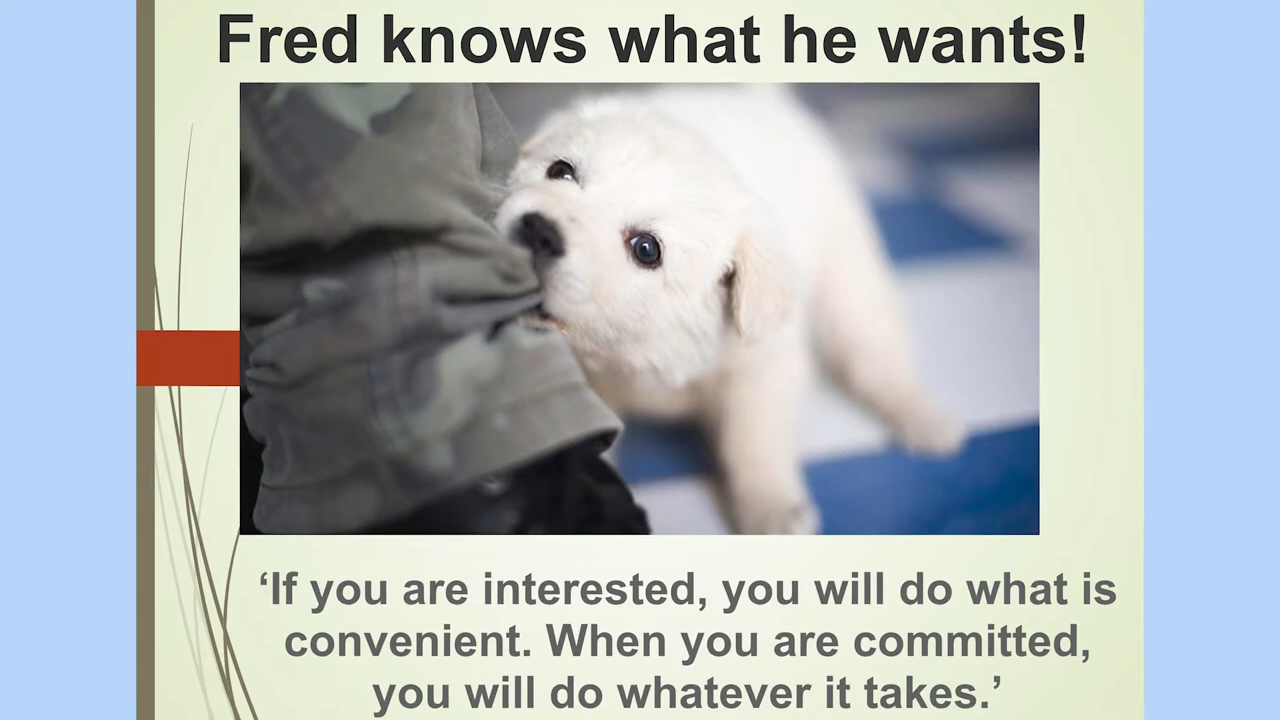 Fred knows what he wants!
‘If you are interested, you will do what is
convenient. When you are committed,
you will do whatever it takes.’